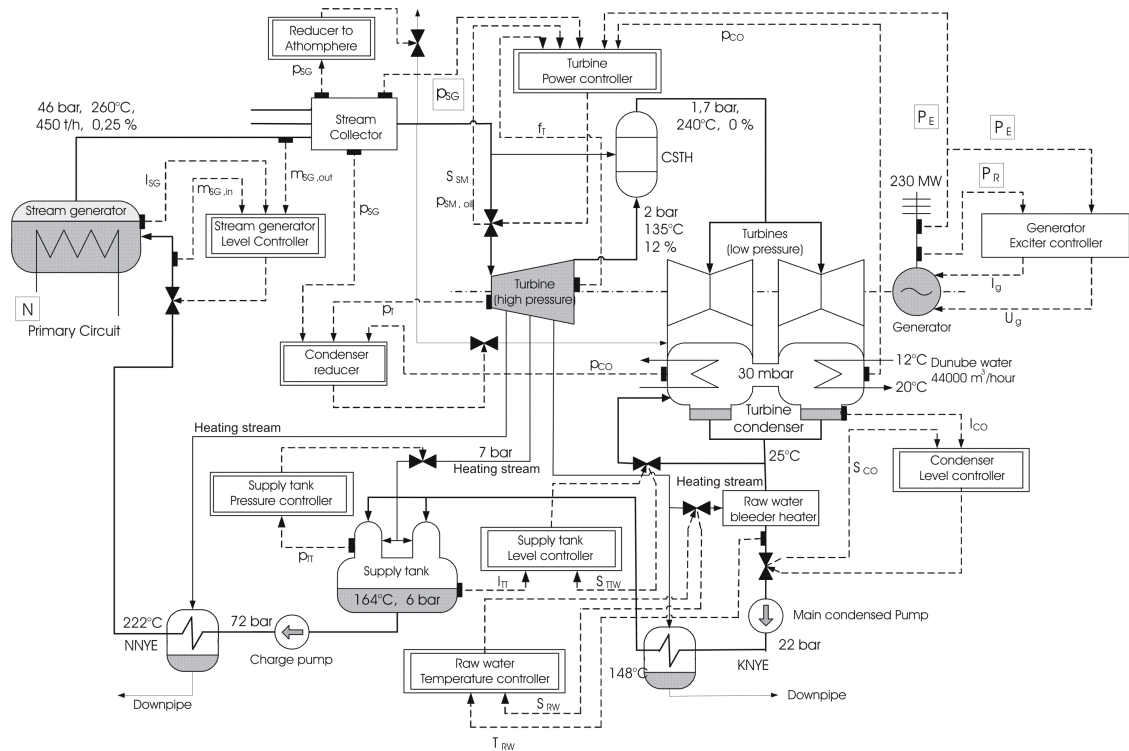 Reducer to
Athomphere
p_SG
p_SG
p_CO
Turbine
Power controller
46 bar, 260°C,
450 t/h, 0,25 %
Stream
Collector
1,7 bar,
240°C, 0 %
f_T
CSTH
P_E
P_E
P_R
l_SG
m_SG,in
m_SG,out
p_SG
S_SM
p_SM, oil
230 MW
Stream generator
Stream generator
Level Controller
2 bar
135°C
12 %
Turbines
(low pressure)
Generator
Exciter controller
N
Primary Circuit
Turbine
(high pressure)
I_g
U_g
Generator
p_T
Condenser
reducer
p_CO
30 mbar
12°C
20°C
Dunube water
44000 m³/hour
Turbine
condenser
l_CO
Heating stream
7 bar
Heating stream
25°C
S_CO
Condenser
Level controller
Heating stream
Supply tank
Pressure controller
Raw water
bleeder heater
p_TT
Supply tank
Level controller
Supply tank
l_TT
S_TTW
164°C, 6 bar
Main condensed Pump
222°C
NNYE
72 bar
Charge pump
22 bar
KNYE
148°C
Raw water
Temperature controller
Downpipe
Downpipe
S_RW
T_RW